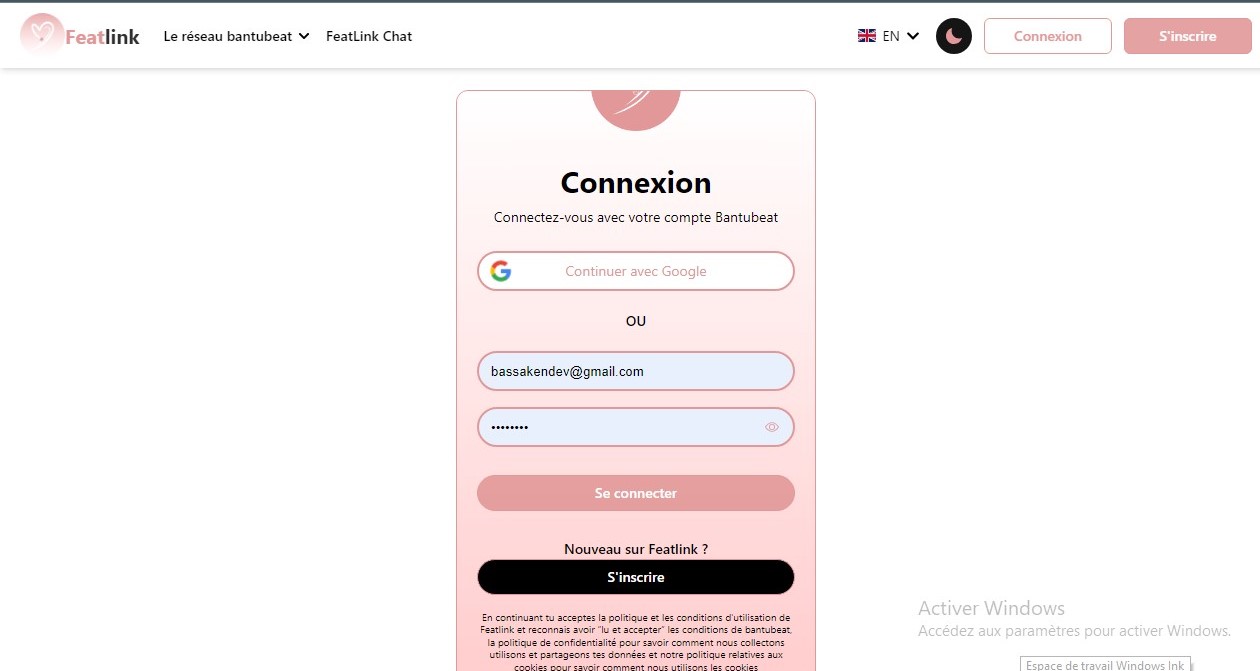 Featlink
Le réseau bantubeat
FeatLink Chat
EN
Connexion
S'inscrire
Connexion
Connectez-vous avec votre compte Bantubeat
Continuer avec Google
OU
bassakendev@gmail.com
••••••••
Se connecter
Nouveau sur Featlink ?
S'inscrire
En continuant tu acceptes la politique et les conditions d'utilisation de
Featlink et reconnais avoir "lu et accepter" les conditions de bantubeat,
la politique de confidentialité pour savoir comment nous collectons
utilisons et partageons tes données et notre politique relatives aux
cookies pour savoir comment nous utilisons les cookies
Activer Windows
Accédez aux paramètres pour activer Windows.
Espace de travail Windows Ink